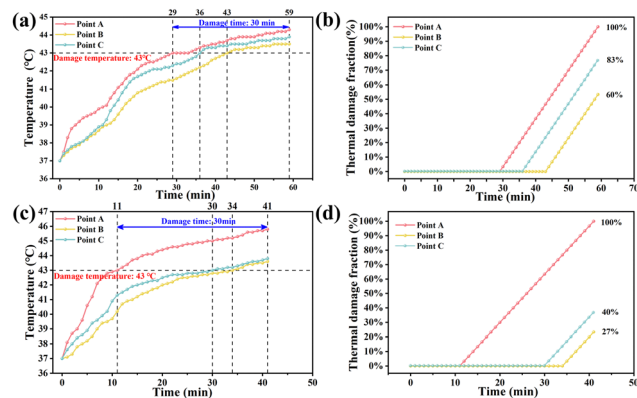 (a)
29 36 43 59
Damage time: 30 min
45
44
43
42
41
40
39
38
37
36
Point A
Point B
Point C
Damage temperature: 43℃
Temperature (℃)
0 10 20 30 40 50 60
Time (min)
(b)
100%
90%
80%
70%
60%
50%
40%
30%
20%
10%
0%
Point A
Point B
Point C
100%
83%
60%
Thermal damage fraction(%)
0 10 20 30 40 50 60 70
Time (min)
(c)
11 30 34 41
Damage time: 30min
47
46
45
44
43
42
41
40
39
38
37
36
Point A
Point B
Point C
Damage temperature: 43 ℃
Temperature (℃)
0 10 20 30 40 50
Time (min)
(d)
100%
90%
80%
70%
60%
50%
40%
30%
20%
10%
0%
Point A
Point B
Point C
100%
40%
27%
Thermal damage fraction (%)
0 10 20 30 40 50
Time (min)